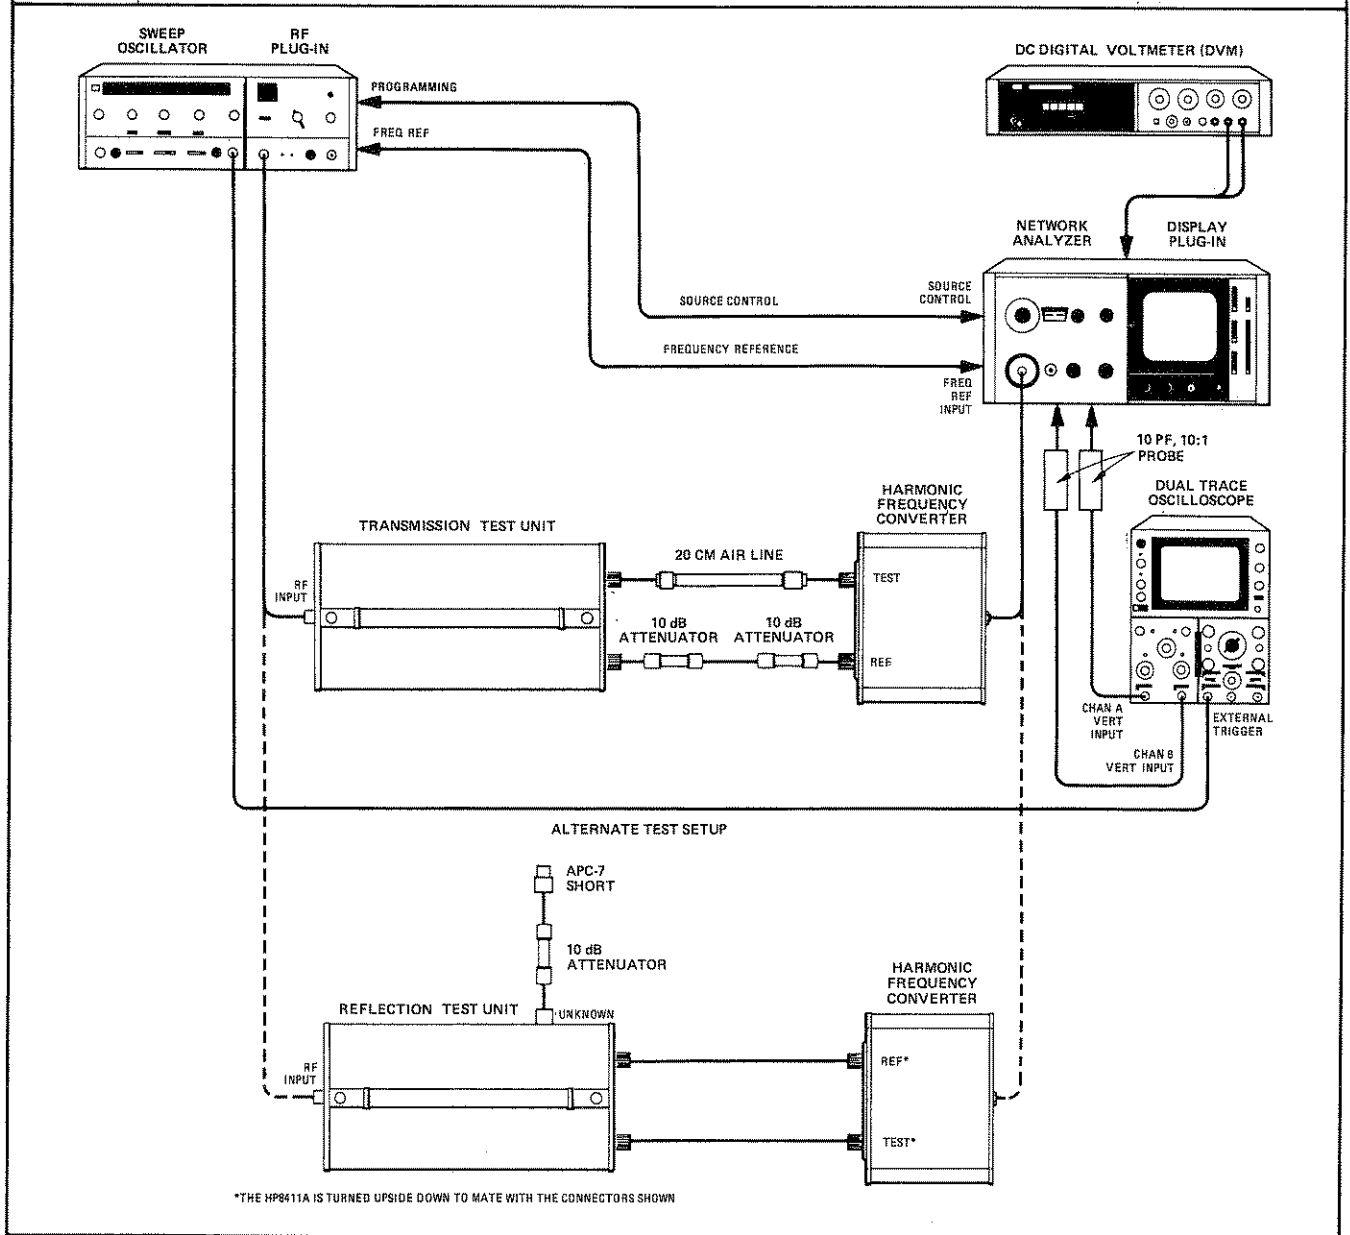 SWEEP
OSCILLATOR
RF
PLUG-IN
PROGRAMMING
FREQ REF
DC DIGITAL VOLTMETER (DVM)
NETWORK
ANALYZER
DISPLAY
PLUG-IN
SOURCE
CONTROL
SOURCE CONTROL
FREQUENCY REFERENCE
FREQ
REF
INPUT
10 PF, 10:1
PROBE
DUAL TRACE
OSCILLOSCOPE
HARMONIC
FREQUENCY
CONVERTER
TRANSMISSION TEST UNIT
20 CM AIR LINE
TEST
RF
INPUT
10 dB
ATTENUATOR
10 dB
ATTENUATOR
REF
CHAN A
VERT
INPUT
EXTERNAL
TRIGGER
CHAN B
VERT INPUT
ALTERNATE TEST SETUP
APC-7
SHORT
10 dB
ATTENUATOR
HARMONIC
FREQUENCY
CONVERTER
REFLECTION TEST UNIT
UNKNOWN
RF
INPUT
REF*
TEST*
*THE HP8411A IS TURNED UPSIDE DOWN TO MATE WITH THE CONNECTORS SHOWN